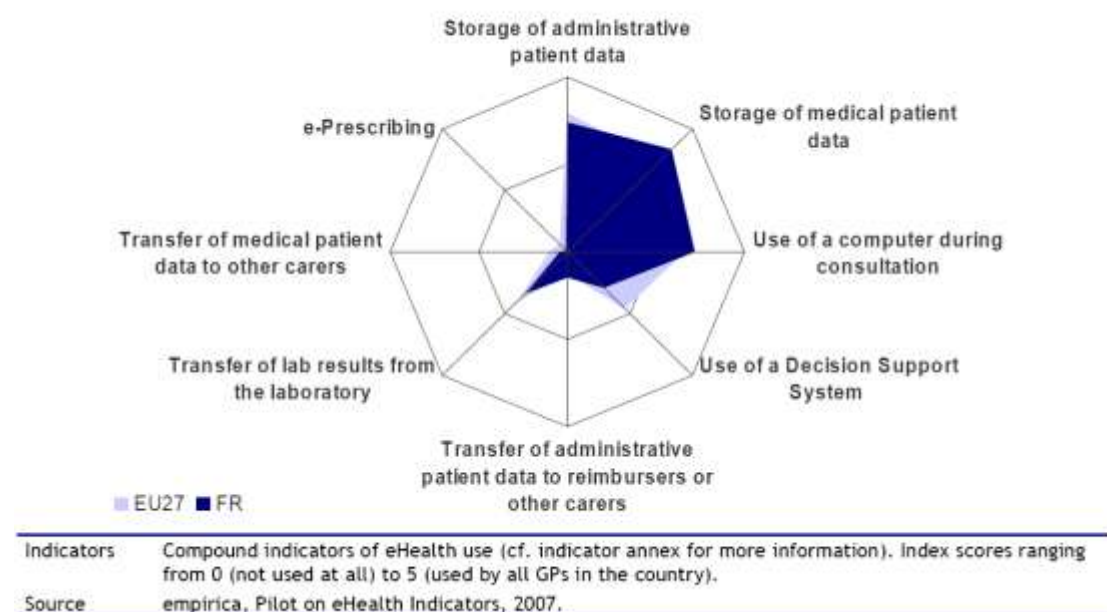 Storage of administrative
patient data
Storage of medical patient
data
e-Prescribing
Transfer of medical patient
data to other carers
Use of a computer during
consultation
Transfer of lab results from
the laboratory
Use of a Decision Support
System
Transfer of administrative
patient data to reimbursers or
other carers
EU27 FR
Indicators Compound indicators of eHealth use (cf. indicator annex for more information). Index scores ranging
from 0 (not used at all) to 5 (used by all GPs in the country).
Source empirica, Pilot on eHealth Indicators, 2007.